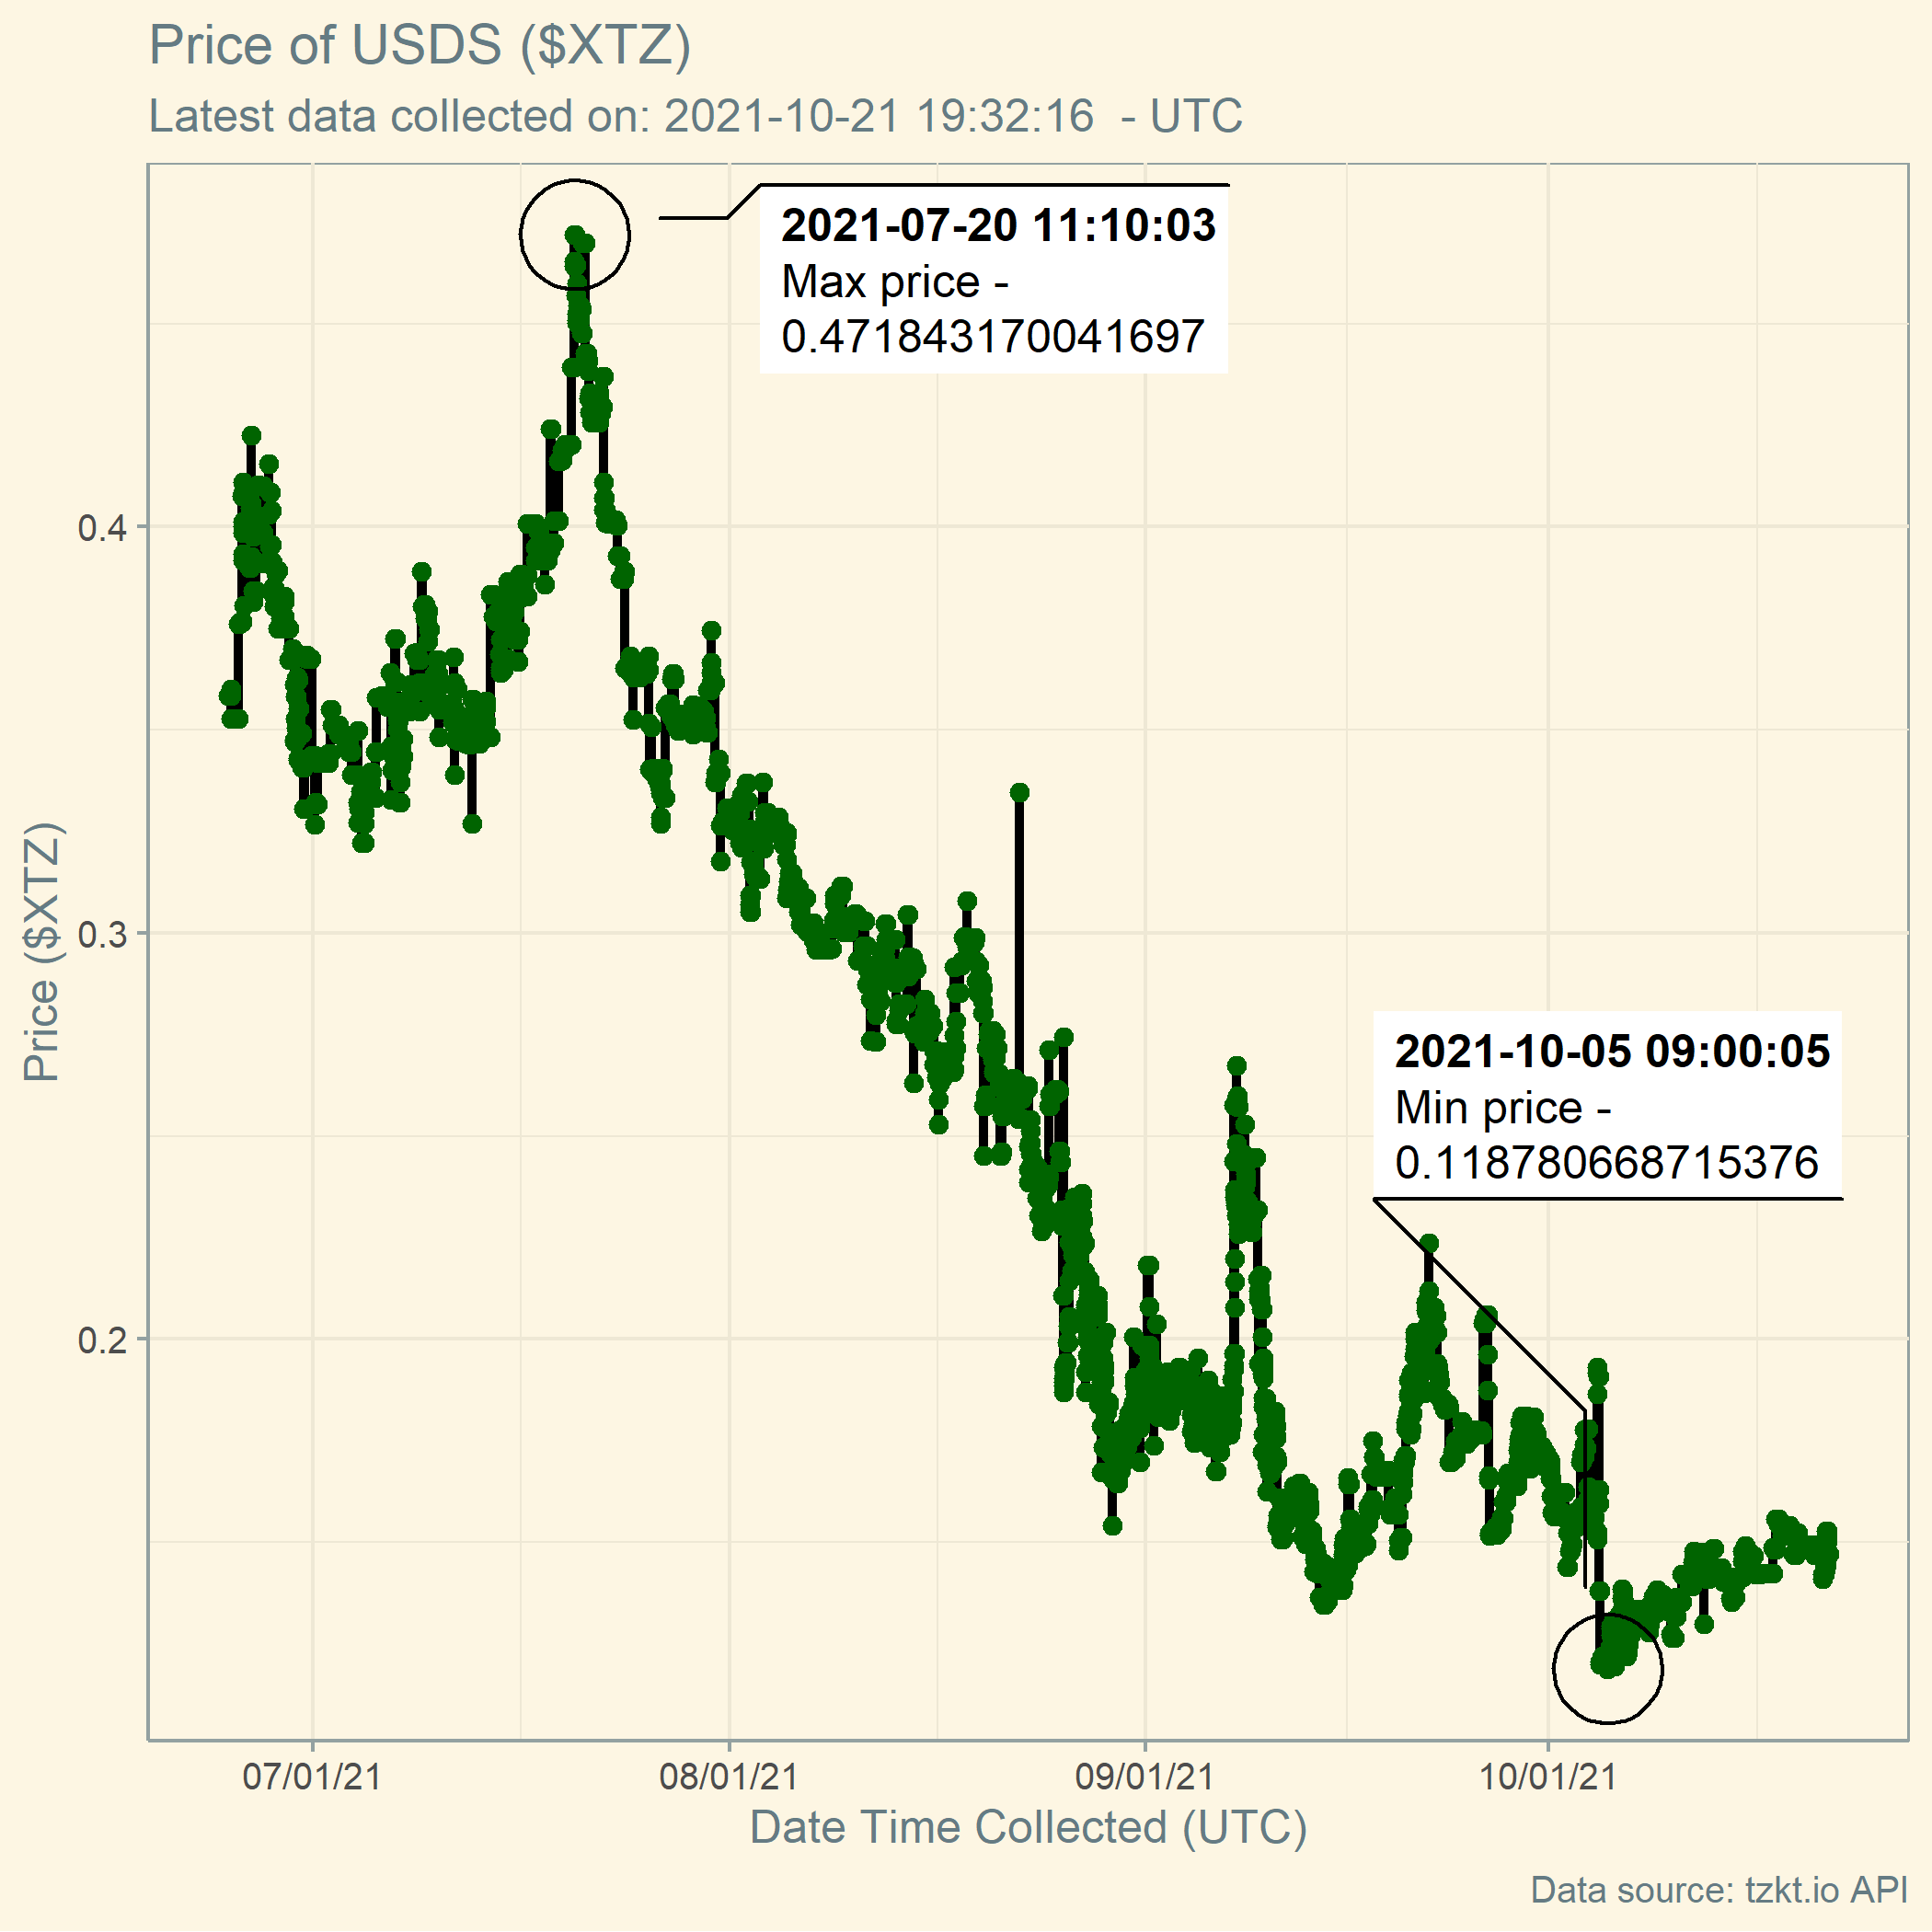 Price of USDS ($XTZ)
Latest data collected on: 2021-10-21 19:32:16  - UTC
2021-07-20 11:10:03
Max price -
0.471843170041697
2021-10-05 09:00:05
Min price -
0.118780668715376
Price ($XTZ)
0.4
0.3
0.2
07/01/21
08/01/21
09/01/21
10/01/21
Date Time Collected (UTC)
Data source: tzkt.io API